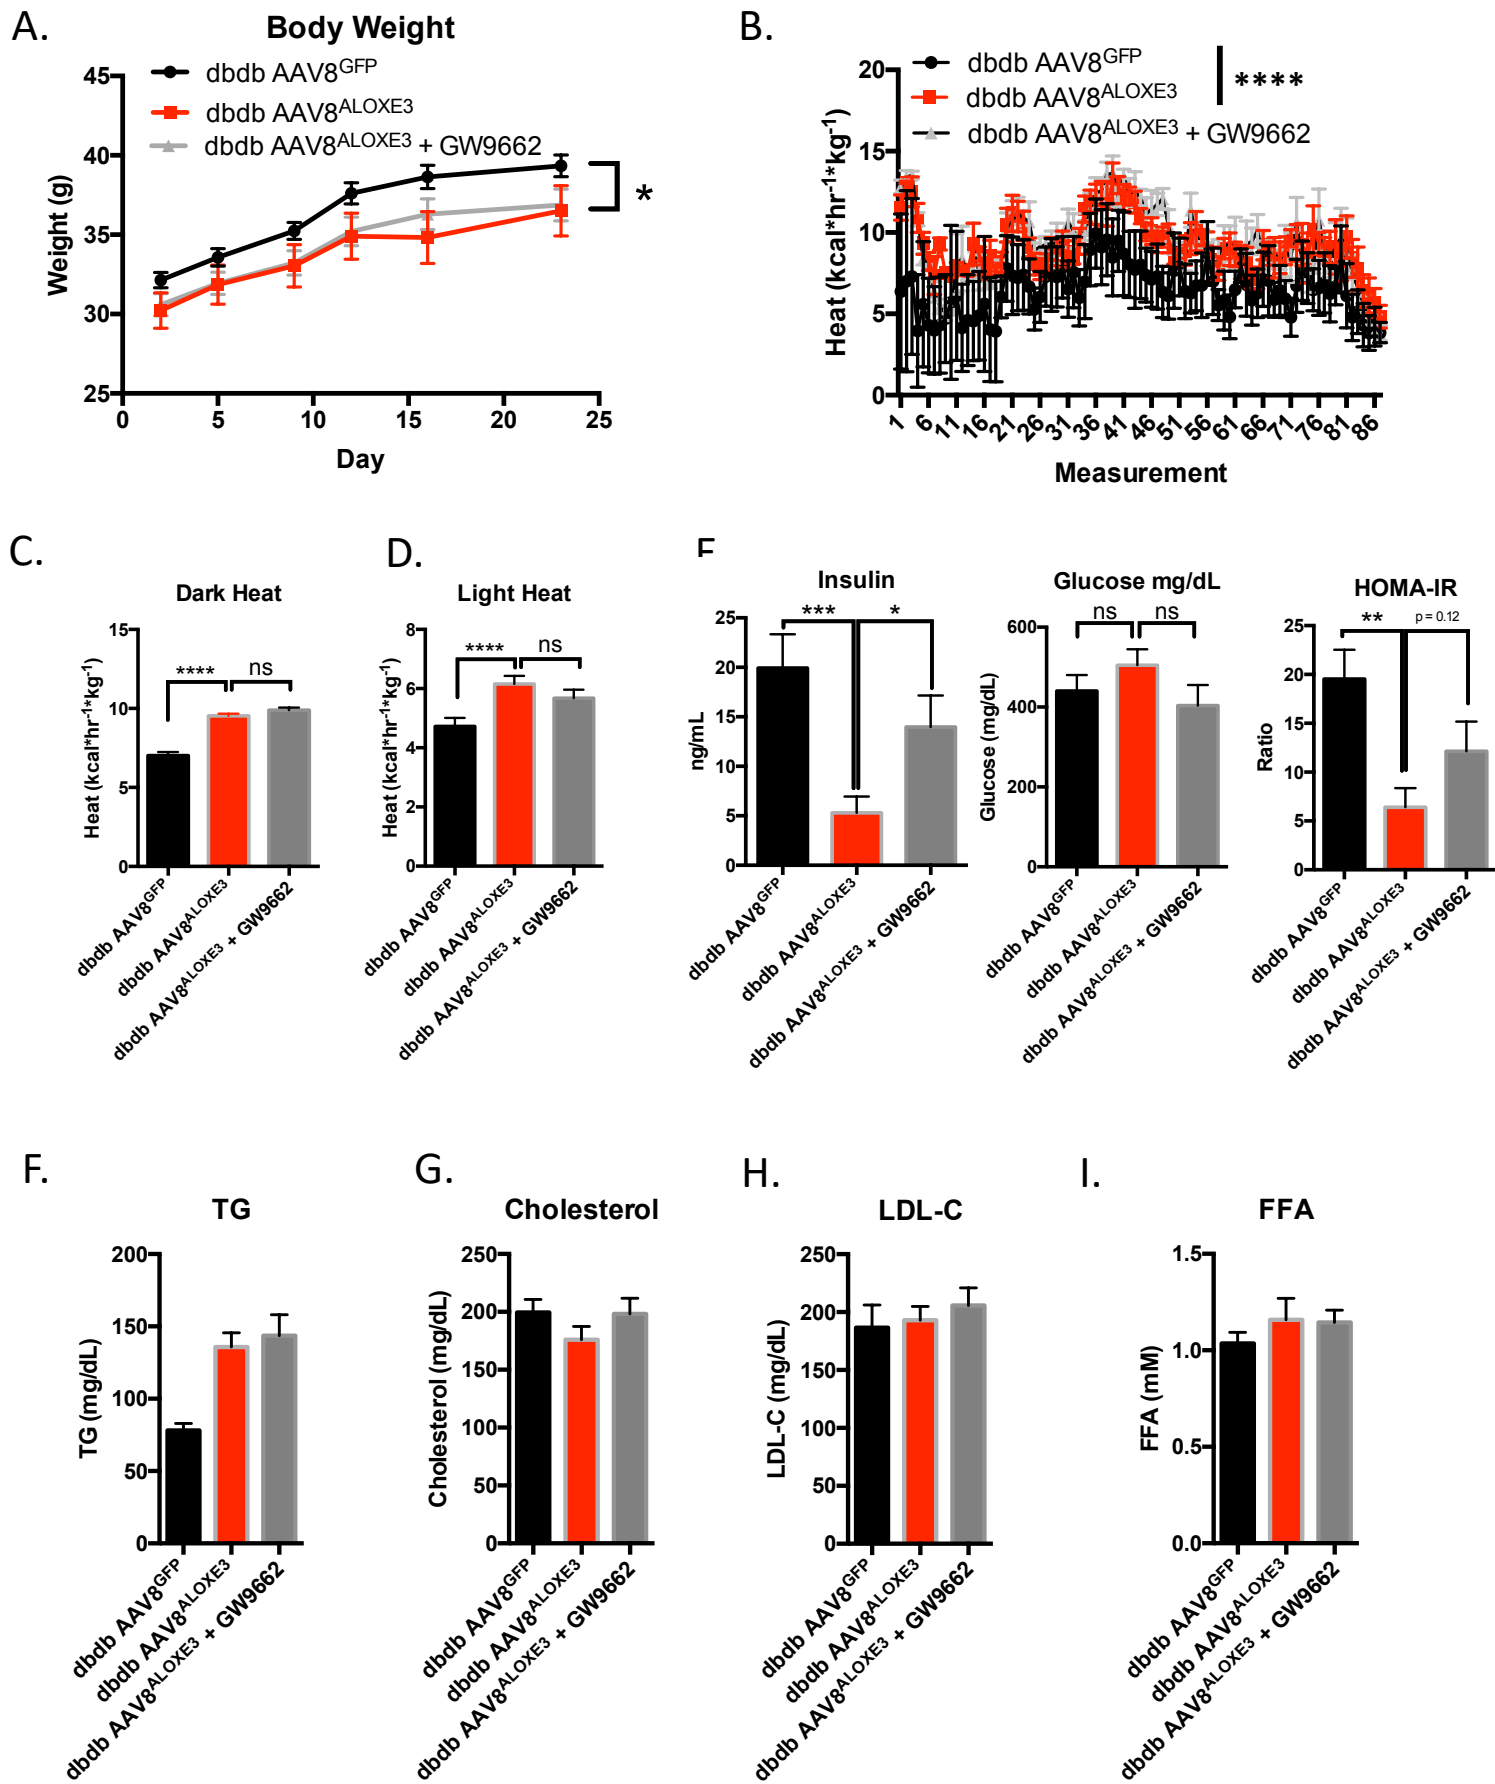 A.
Body Weight
dbdb AAV8GFP
dbdb AAV8ALOXE3
dbdb AAV8ALOXE3 + GW9662
45
40
35
30
25
Weight (g)
*
0 5 10 15 20 25
Day
B.
dbdb AAV8GFP
dbdb AAV8ALOXE3
dbdb AAV8ALOXE3 + GW9662
****
20
15
10
5
0
Heat (kcal*hr-1*kg-1)
1 6 11 16 21 26 31 36 41 46 51 56 61 66 71 76 81 86
Measurement
C.
Dark Heat
15
10
5
0
Heat (kcal*hr-1*kg-1)
**** ns
dbdb AAV8GFP
dbdb AAV8ALOXE3
dbdb AAV8ALOXE3 + GW9662
D.
Light Heat
8
6
4
2
0
Heat (kcal*hr-1*kg-1)
**** ns
dbdb AAV8GFP
dbdb AAV8ALOXE3
dbdb AAV8ALOXE3 + GW9662
Insulin
25
20
15
10
5
0
ng/mL
*** *
dbdb AAV8GFP
dbdb AAV8ALOXE3
dbdb AAV8ALOXE3 + GW9662
Glucose mg/dL
600
400
200
0
Glucose (mg/dL)
ns ns
dbdb AAV8GFP
dbdb AAV8ALOXE3
dbdb AAV8ALOXE3 + GW9662
HOMA-IR
25
20
15
10
5
0
Ratio
** p = 0.12
dbdb AAV8GFP
dbdb AAV8ALOXE3
dbdb AAV8ALOXE3 + GW9662
F.
TG
200
150
100
50
0
TG (mg/dL)
dbdb AAV8GFP
dbdb AAV8ALOXE3
dbdb AAV8ALOXE3 + GW9662
G.
Cholesterol
250
200
150
100
50
0
Cholesterol (mg/dL)
dbdb AAV8GFP
dbdb AAV8ALOXE3
dbdb AAV8ALOXE3 + GW9662
H.
LDL-C
250
200
150
100
50
0
LDL-C (mg/dL)
dbdb AAV8GFP
dbdb AAV8ALOXE3
dbdb AAV8ALOXE3 + GW9662
I.
FFA
1.5
1.0
0.5
0.0
FFA (mM)
dbdb AAV8GFP
dbdb AAV8ALOXE3
dbdb AAV8ALOXE3 + GW9662